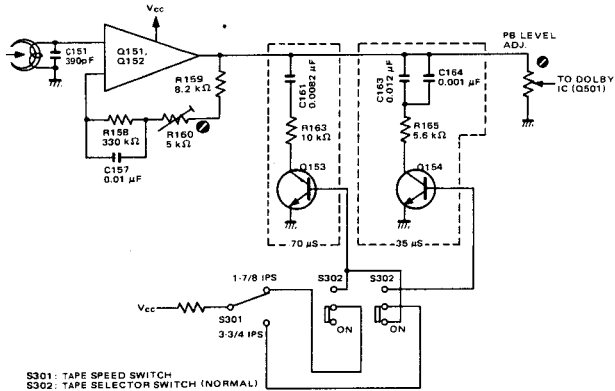 Vcc
C151
390pF
Q151,
Q152
R159
8.2 kΩ
R158
330 kΩ
R160
5 kΩ
C157
0.01 µF
C161
0.0082 µF
R163
10 kΩ
Q153
70 µS
C163
0.012 µF
C164
0.001 µF
R165
5.6 kΩ
Q154
35 µS
PB LEVEL
ADJ.
TO DOLBY
IC (Q501)
1-7/8 IPS
Vcc
S301
3-3/4 IPS
S302
ON
S302
ON
S301: TAPE SPEED SWITCH
S302: TAPE SELECTOR SWITCH (NORMAL)